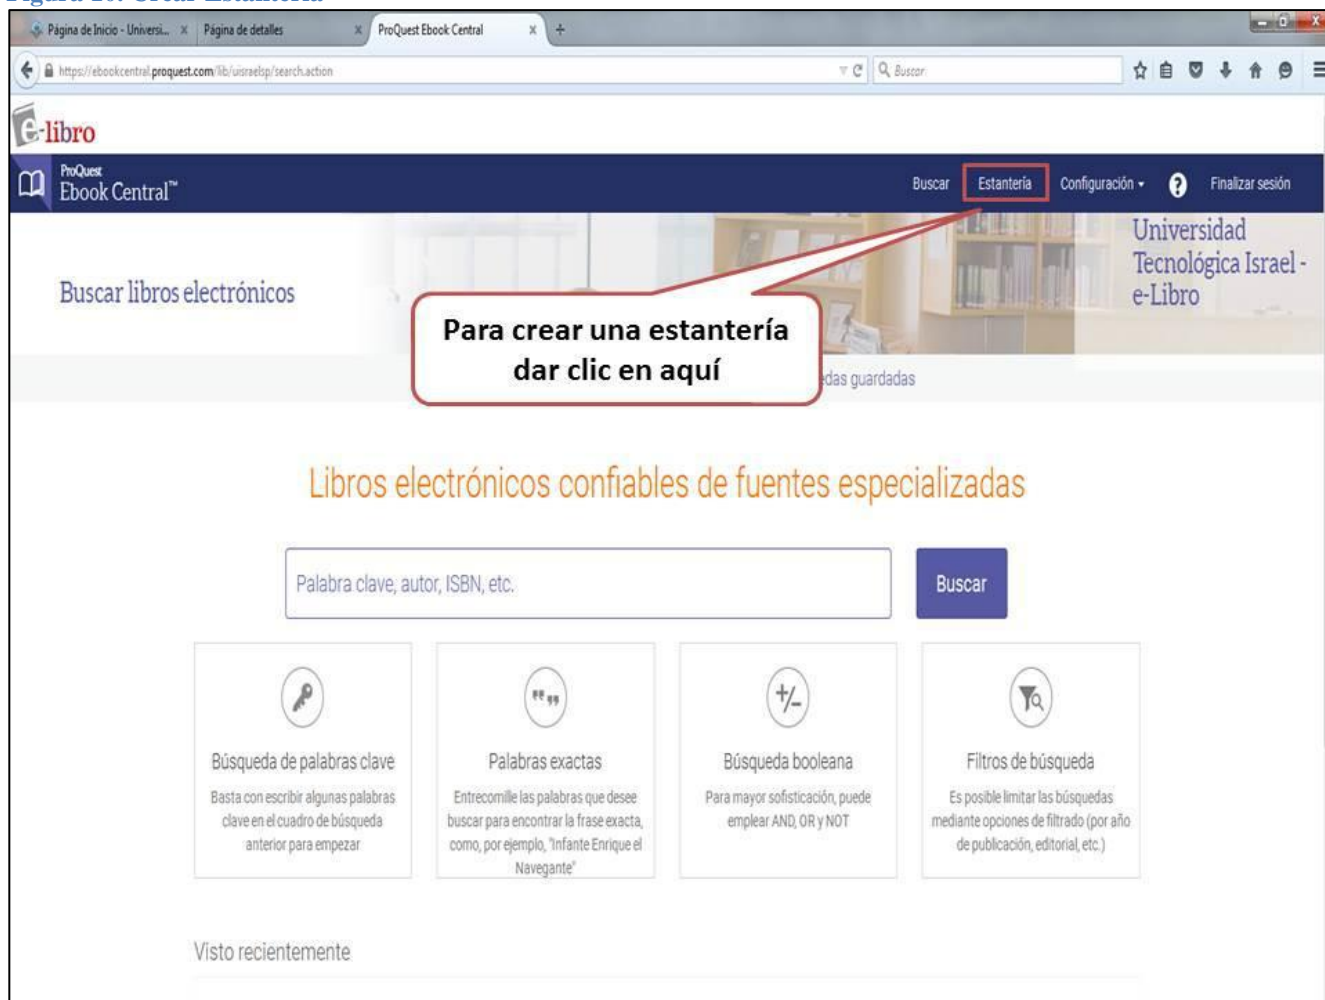 Página de Inicio - Universi... x Página de detalles x ProQuest Ebook Central x +
https://ebookcentral.proquest.com/lib/uisraelsp/search.action Buscar
e-libro
ProQuest
Ebook Central™
Buscar Estantería Configuración ? Finalizar sesión
Universidad
Tecnológica Israel -
e-Libro
Buscar libros electrónicos
Para crear una estantería
dar clic en aquí
guardadas
Libros electrónicos confiables de fuentes especializadas
Palabra clave, autor, ISBN, etc. Buscar
Búsqueda de palabras clave
Basta con escribir algunas palabras
clave en el cuadro de búsqueda
anterior para empezar
Palabras exactas
Entrecomille las palabras que desee
buscar para encontrar la frase exacta,
como, por ejemplo, "Infante Enrique el
Navegante"
+/-
Búsqueda booleana
Para mayor sofisticación, puede
emplear AND, OR y NOT
Filtros de búsqueda
Es posible limitar las búsquedas
mediante opciones de filtrado (por año
de publicación, editorial, etc.)
Visto recientemente